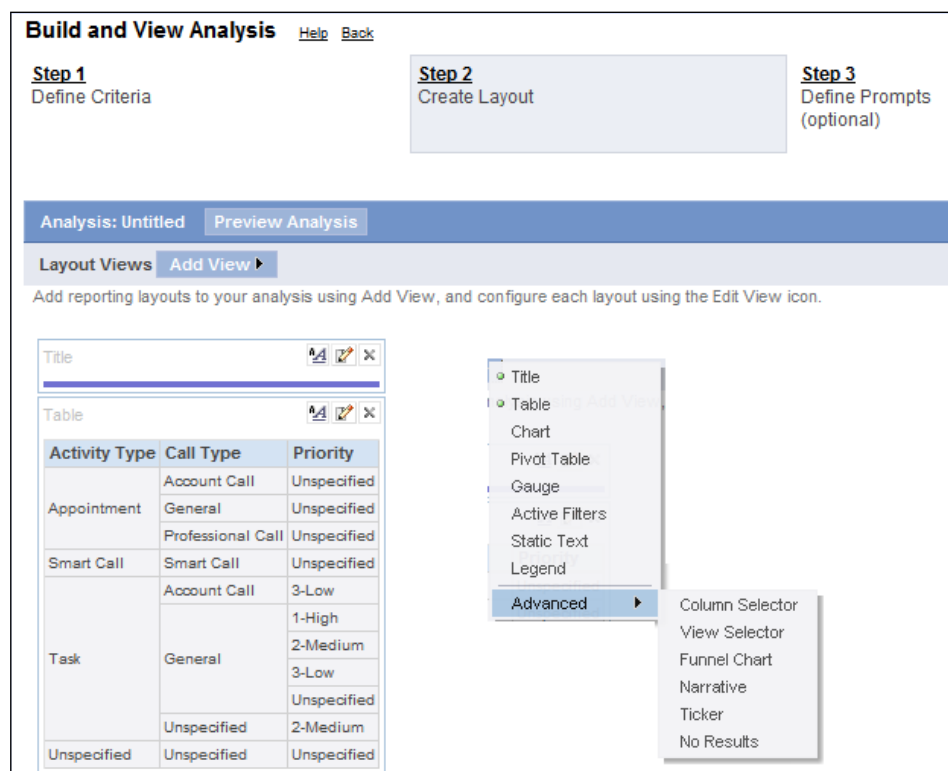 Build and View Analysis Help Back
Step 1
Define Criteria
Step 2
Create Layout
Step 3
Define Prompts
(optional)
Analysis: Untitled Preview Analysis
Layout Views Add View
Add reporting layouts to your analysis using Add View, and configure each layout using the Edit View icon.
Title
Table
Activity Type Call Type Priority
Appointment
Account Call Unspecified
General Unspecified
Professional Call Unspecified
Smart Call Smart Call Unspecified
Task
Account Call 3-Low
General
1-High
2-Medium
3-Low
Unspecified
Unspecified 2-Medium
Unspecified Unspecified Unspecified
Title
Table
Chart
Pivot Table
Gauge
Active Filters
Static Text
Legend
Advanced
Column Selector
View Selector
Funnel Chart
Narrative
Ticker
No Results